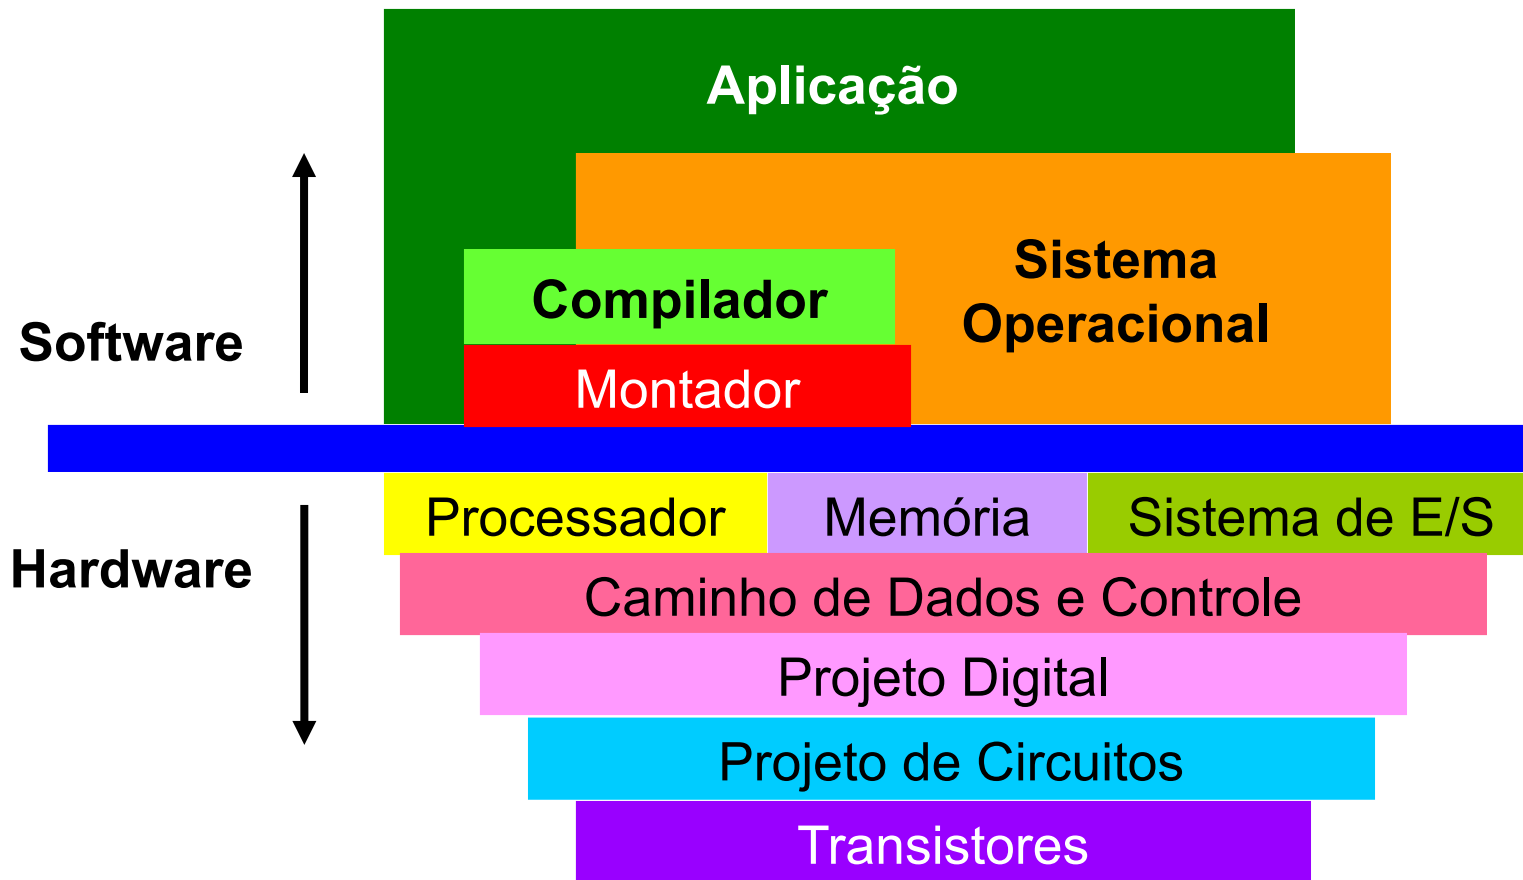 Aplicação
Sistema
Operacional
Compilador
Montador
Software
Hardware
Processador
Memória
Sistema de E/S
Caminho de Dados e Controle
Projeto Digital
Projeto de Circuitos
Transistores